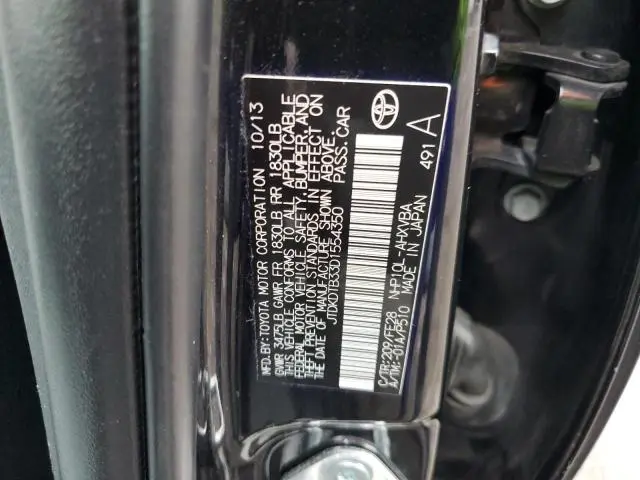 MFD.BY: TOYOTA MOTOR CORPORATION 10/13
GVWR 3475LB GAWR FR 1830LB RR 1830LB
THIS VEHICLE CONFORMS TO ALL APPLICABLE
FEDERAL MOTOR VEHICLE SAFETY, BUMPER, AND
THEFT PREVENTION STANDARDS IN EFFECT ON
THE DATE OF MANUFACTURE SHOWN ABOVE.
JTDKDTB33D1554350 PASS.CAR
C/TR:209/FE28 NHP10L-AHXVBA
A/TM:-01A/P510 MADE IN JAPAN
491 A